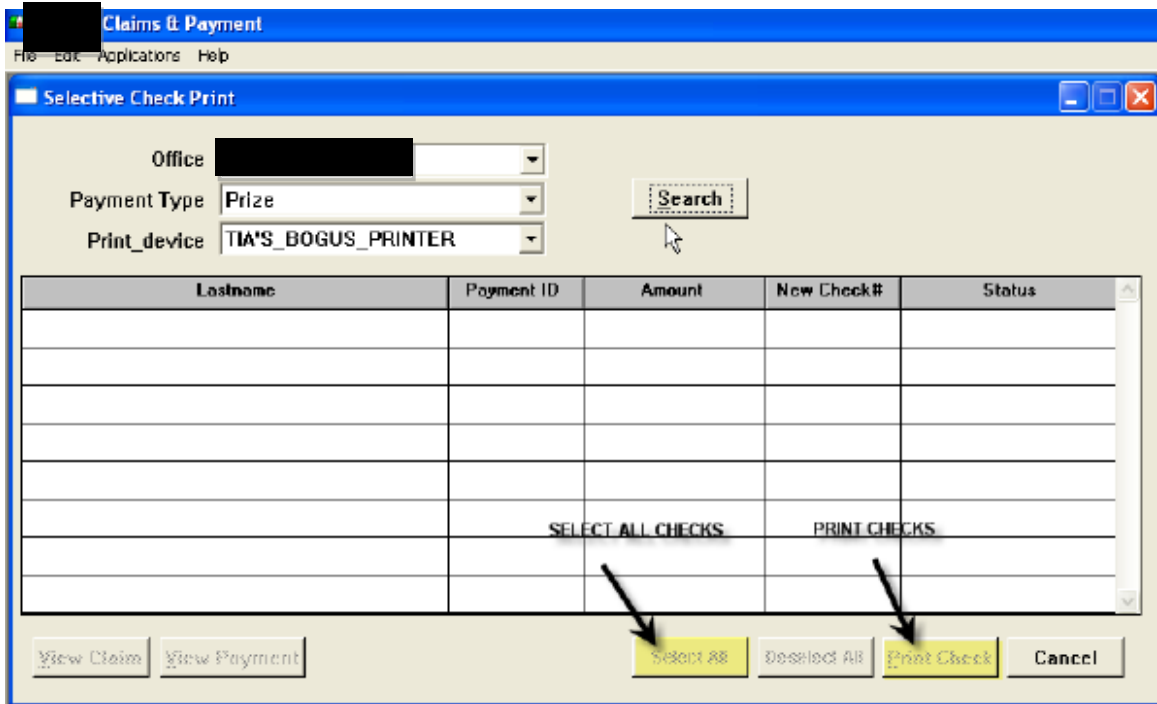 Claims & Payment
File Edit Applications Help
Selective Check Print
Office
Payment Type Prize
Search
Print_device TIA'S_BOGUS_PRINTER
Lastname Payment ID Amount New Check# Status
SELECT ALL CHECKS PRINT CHECKS
View Claim View Payment Select All Deselect All Print Check Cancel